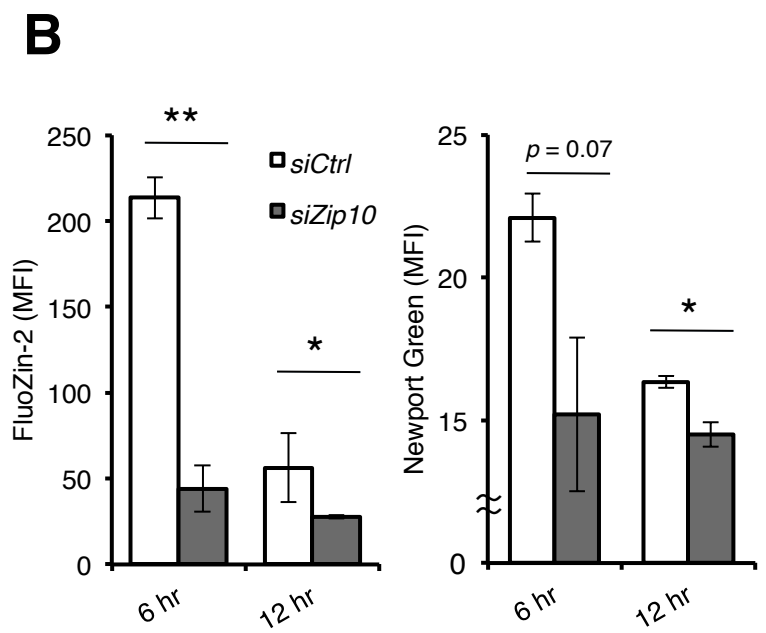 B
**
250
200
150
100
50
0
FluoZin-2 (MFI)
siCtrl
siZip10
*
6 hr
12 hr
p = 0.07
25
20
15
0
Newport Green (MFI)
*
6 hr
12 hr